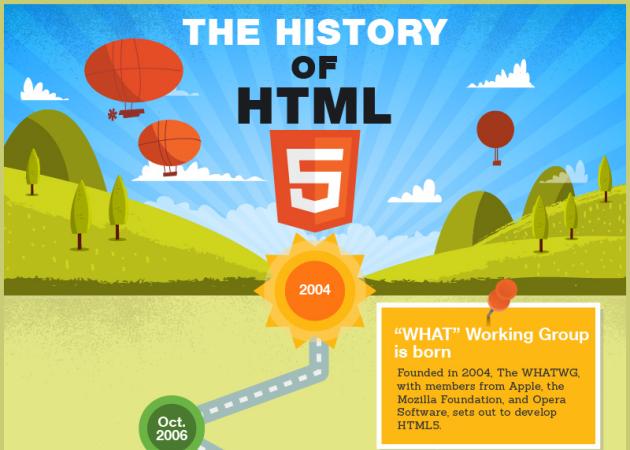 THE HISTORY
OF
HTML
5
2004
“WHAT” Working Group
is born
Founded in 2004, The WHATWG,
with members from Apple, the
Mozilla Foundation, and Opera
Software, sets out to develop
HTML5.
Oct.
2006